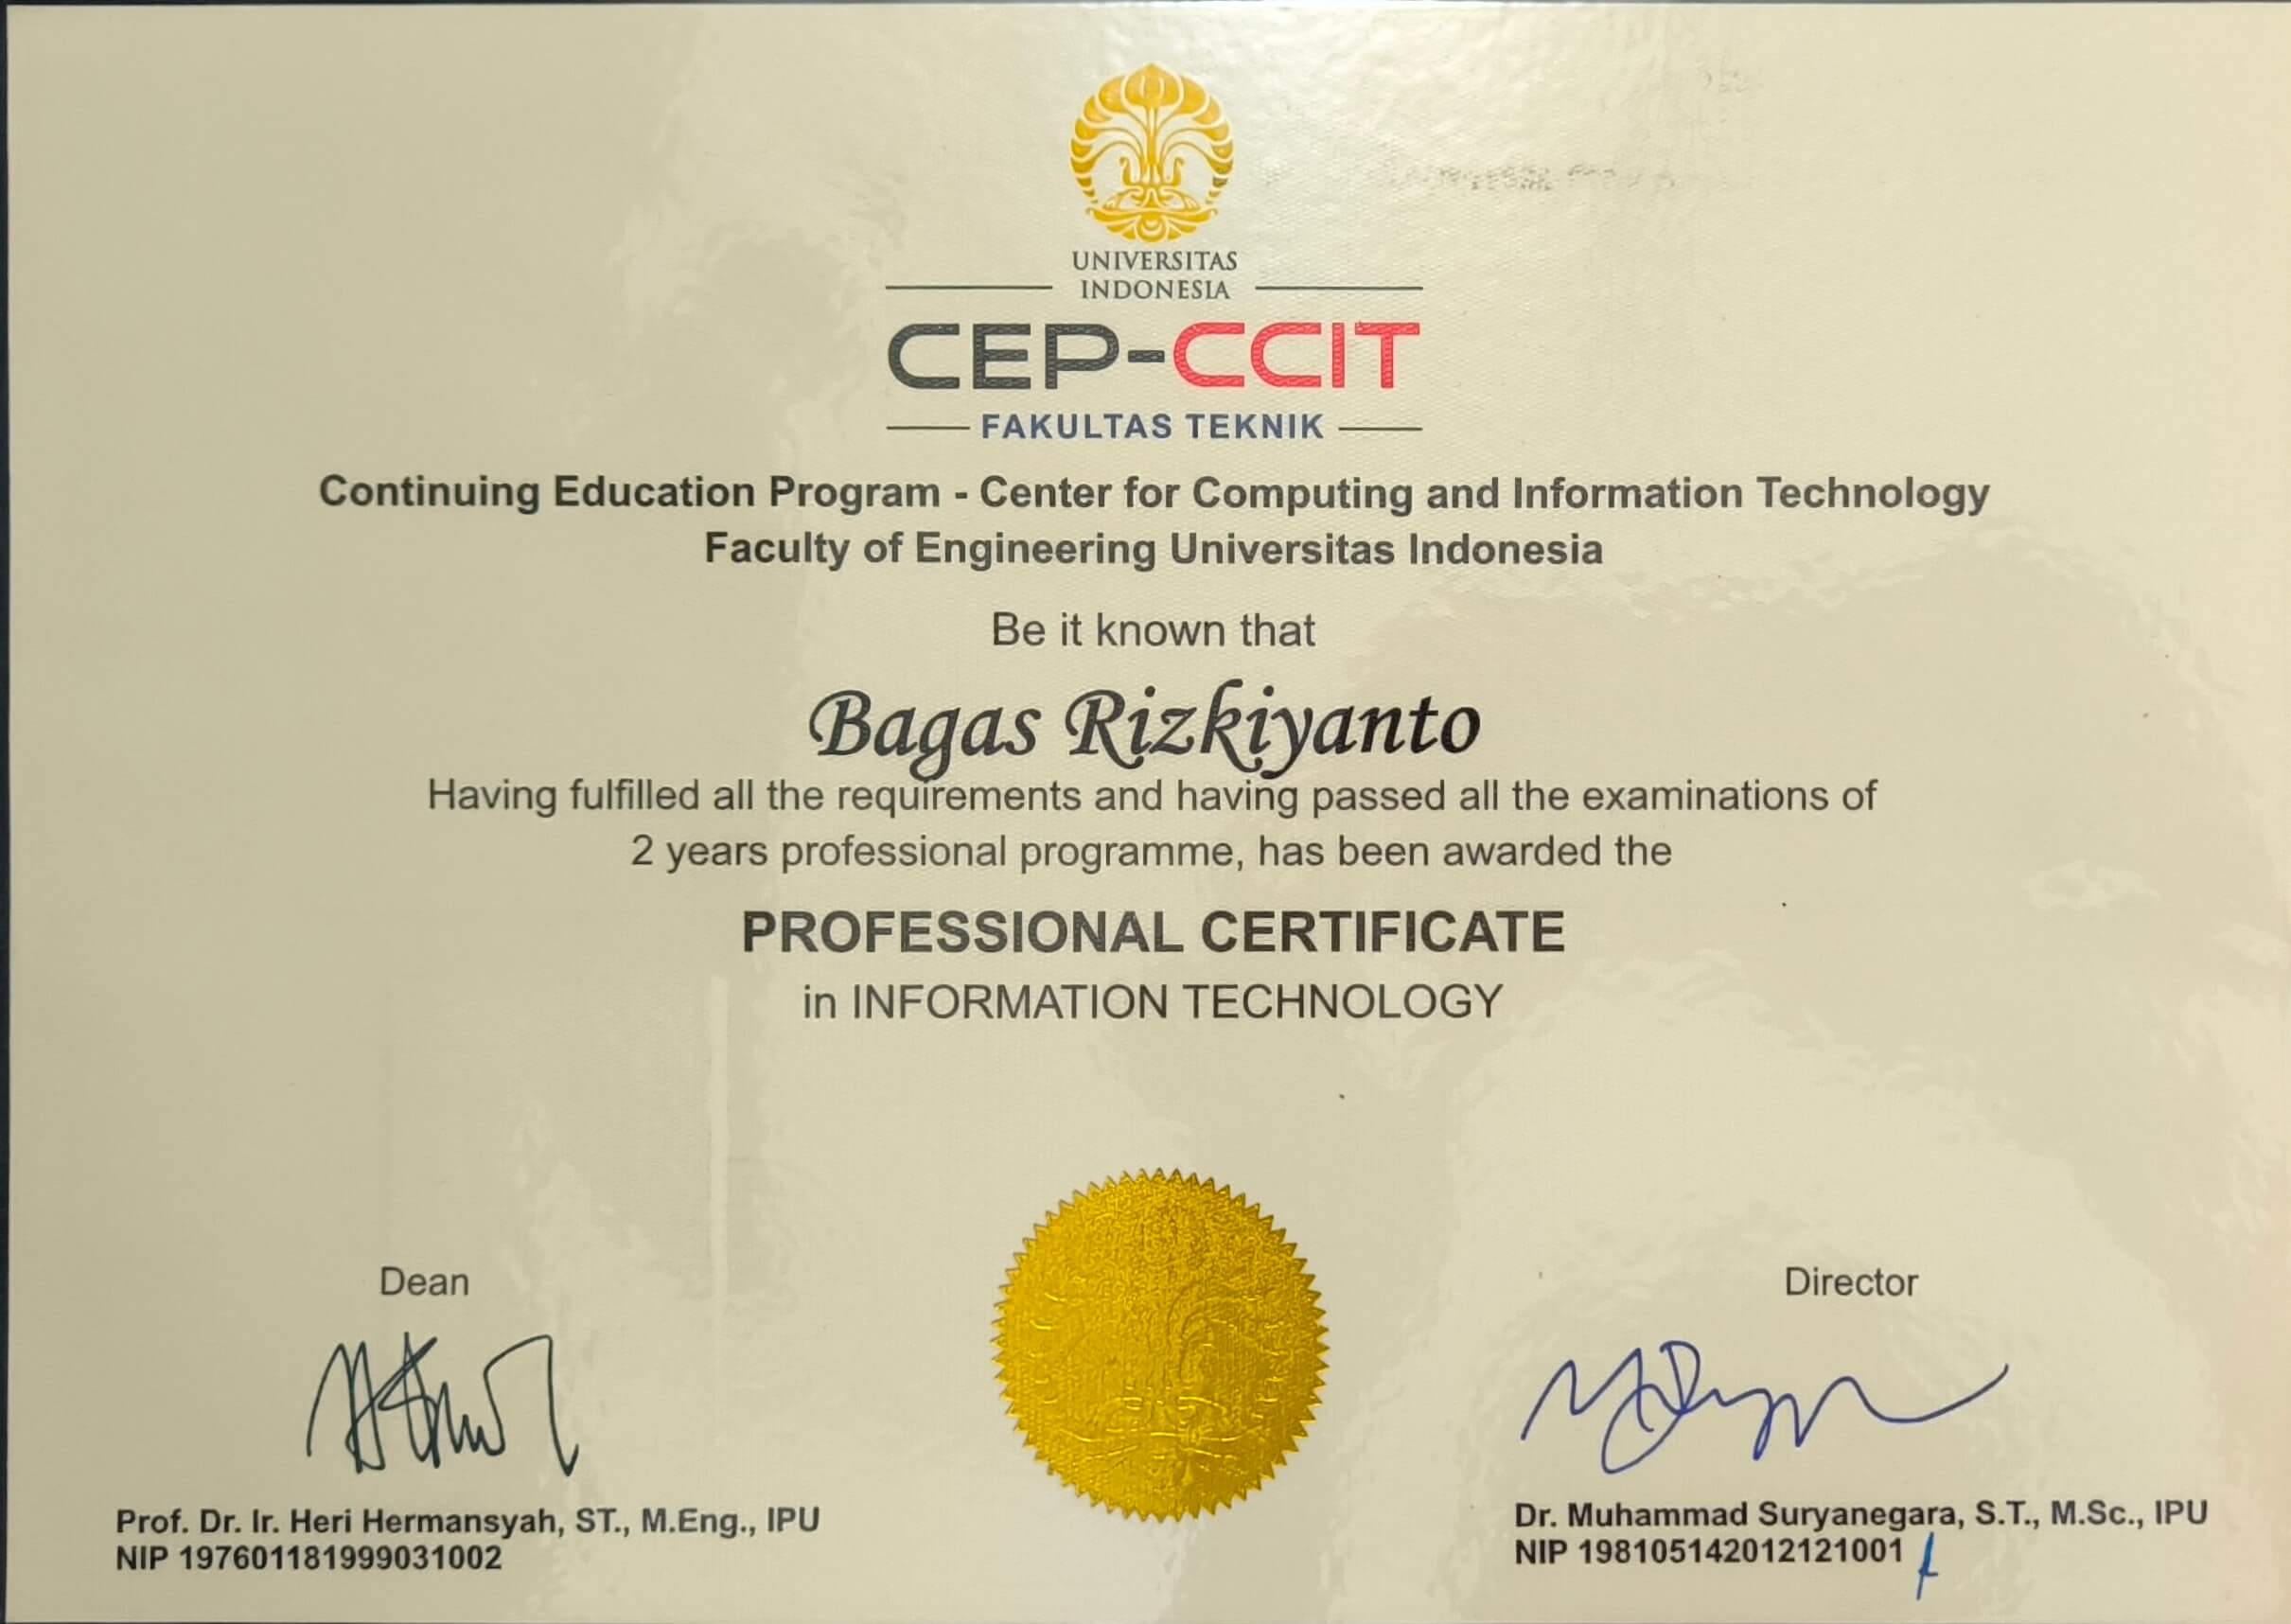 UNIVERSITAS
INDONESIA
CEP-CCIT
FAKULTAS TEKNIK
Continuing Education Program - Center for Computing and Information Technology
Faculty of Engineering Universitas Indonesia
Be it known that
Bagas Rizkiyanto
Having fulfilled all the requirements and having passed all the examinations of
2 years professional programme, has been awarded the
PROFESSIONAL CERTIFICATE
in INFORMATION TECHNOLOGY
Dean
Director
Prof. Dr. Ir. Heri Hermansyah, ST., M.Eng., IPU
NIP 197601181999031002
Dr. Muhammad Suryanegara, S.T., M.Sc., IPU
NIP 198105142012121001